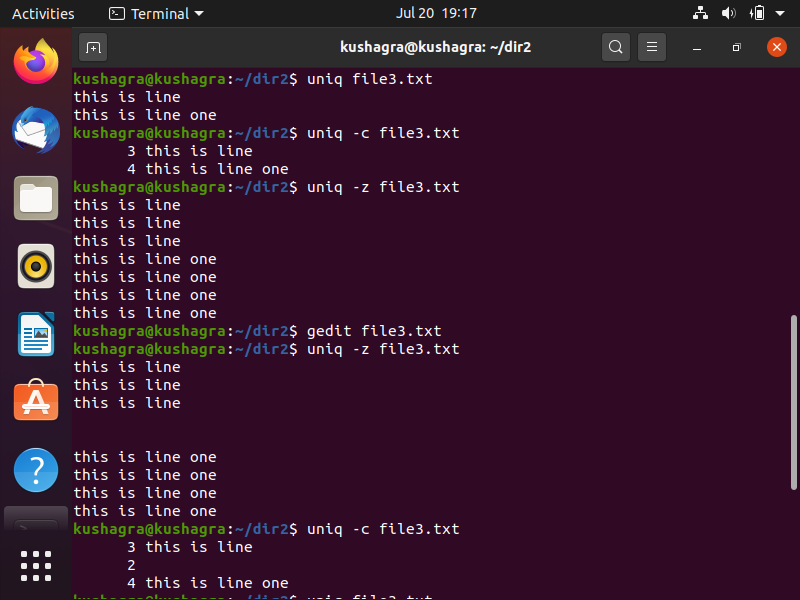 Activities Terminal Jul 20 19:17
kushagra@kushagra: ~/dir2
kushagra@kushagra:~/dir2$ uniq file3.txt
this is line
this is line one
kushagra@kushagra:~/dir2$ uniq -c file3.txt
3 this is line
4 this is line one
kushagra@kushagra:~/dir2$ uniq -z file3.txt
this is line
this is line
this is line
this is line one
this is line one
this is line one
this is line one
kushagra@kushagra:~/dir2$ gedit file3.txt
kushagra@kushagra:~/dir2$ uniq -z file3.txt
this is line
this is line
this is line
this is line one
this is line one
this is line one
this is line one
kushagra@kushagra:~/dir2$ uniq -c file3.txt
3 this is line
2
4 this is line one
kushagra@kushagra:~/dir2$ uniq file3.txt